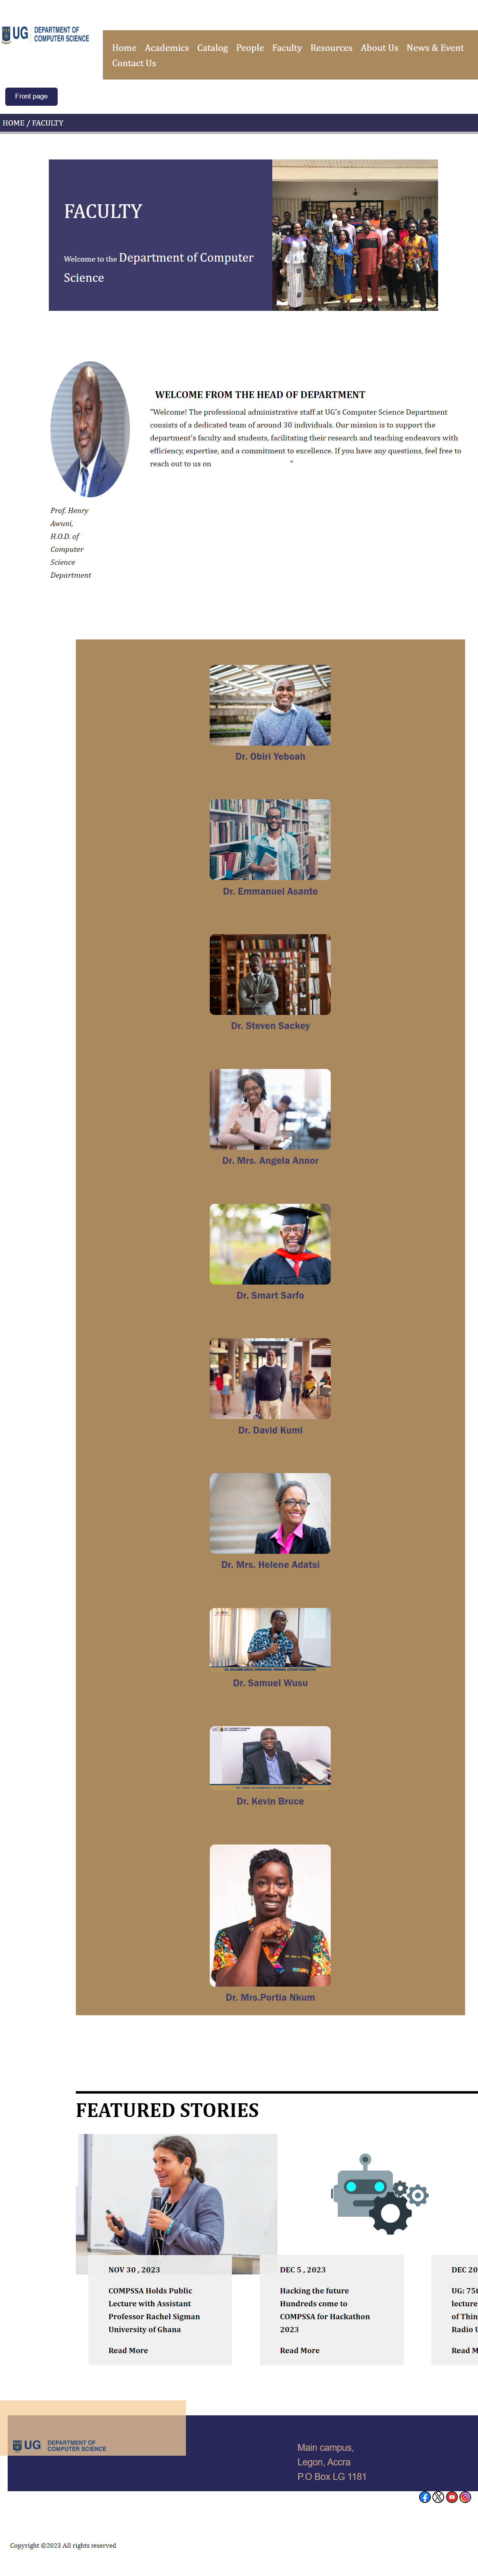 UG DEPARTMENT OF
COMPUTER SCIENCE
Home Academics Catalog People Faculty Resources About Us News & Event
Contact Us
Front page
HOME / FACULTY
FACULTY
Welcome to the Department of Computer
Science
WELCOME FROM THE HEAD OF DEPARTMENT
"Welcome! The professional administrative staff at UG's Computer Science Department
consists of a dedicated team of around 30 individuals. Our mission is to support the
department's faculty and students, facilitating their research and teaching endeavors with
efficiency, expertise, and a commitment to excellence. If you have any questions, feel free to
reach out to us on "
Prof. Henry
Awuni,
H.O.D. of
Computer
Science
Department
Dr. Obiri Yeboah
Dr. Emmanuel Asante
Dr. Steven Sackey
Dr. Mrs. Angela Annor
Dr. Smart Sarfo
Dr. David Kumi
Dr. Mrs. Helene Adatsi
Dr. Samuel Wusu
Dr. Kevin Bruce
Dr. Mrs.Portia Nkum
FEATURED STORIES
NOV 30 , 2023
COMPSSA Holds Public
Lecture with Assistant
Professor Rachel Sigman
University of Ghana
Read More
DEC 5 , 2023
Hacking the future
Hundreds come to
COMPSSA for Hackathon
2023
Read More
DEC 20
UG: 75t
lecture
of Thin
Radio U
Read M
UG DEPARTMENT OF
COMPUTER SCIENCE
Main campus,
Legon, Accra
P.O Box LG 1181
Copyright ©2023 All rights reserved